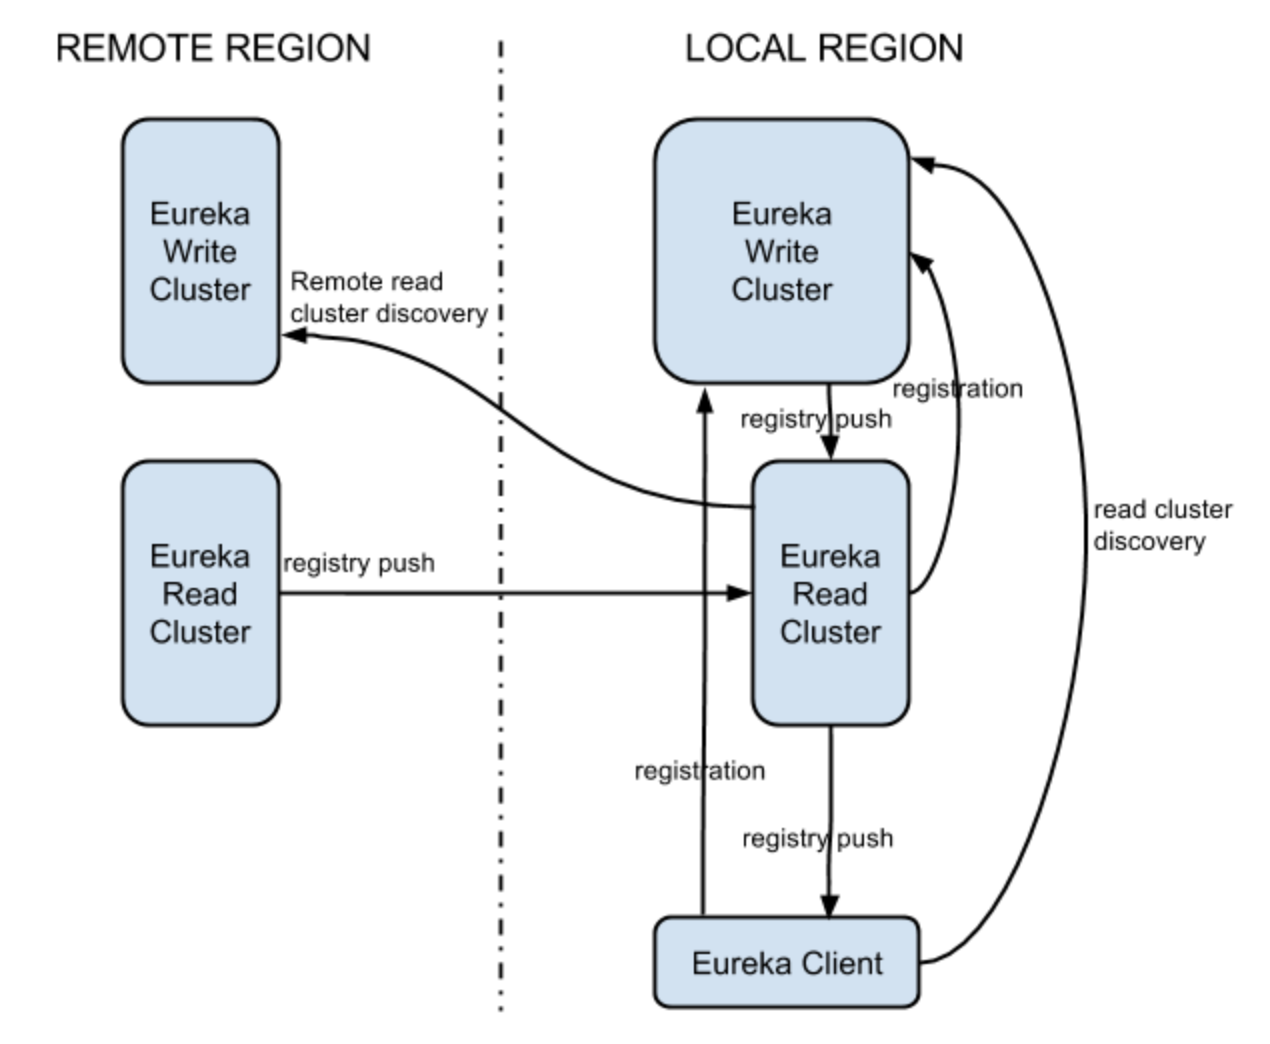 REMOTE REGION
LOCAL REGION
Eureka
Write
Cluster
Remote read
cluster discovery
Eureka
Write
Cluster
registration
registry push
Eureka
Read
Cluster
registry push
Eureka
Read
Cluster
read cluster
discovery
registration
registry push
Eureka Client